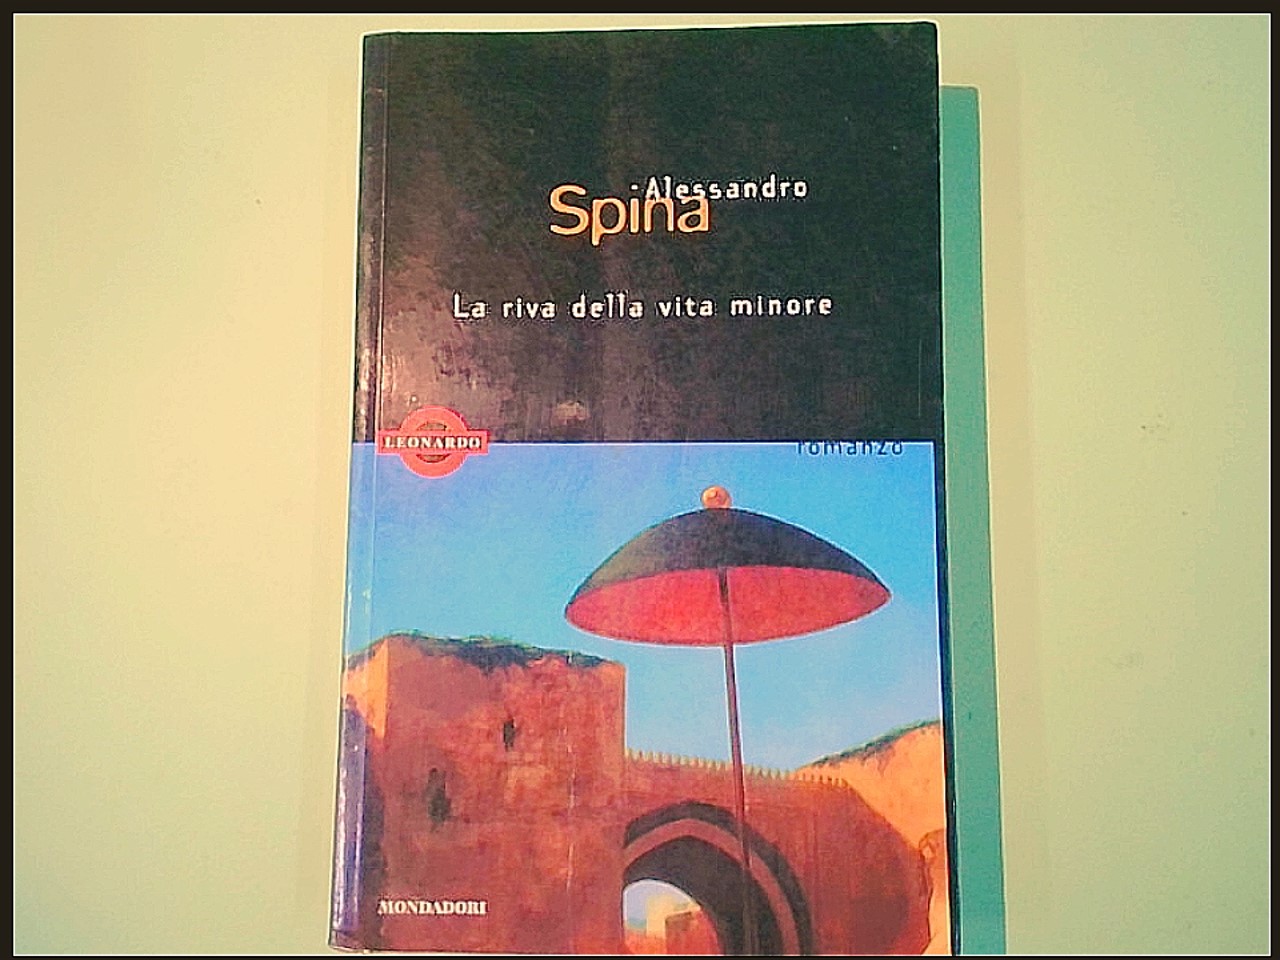 Alessandro
Spina
La riva della vita minore
LEONARDO
romanzo
MONDADORI